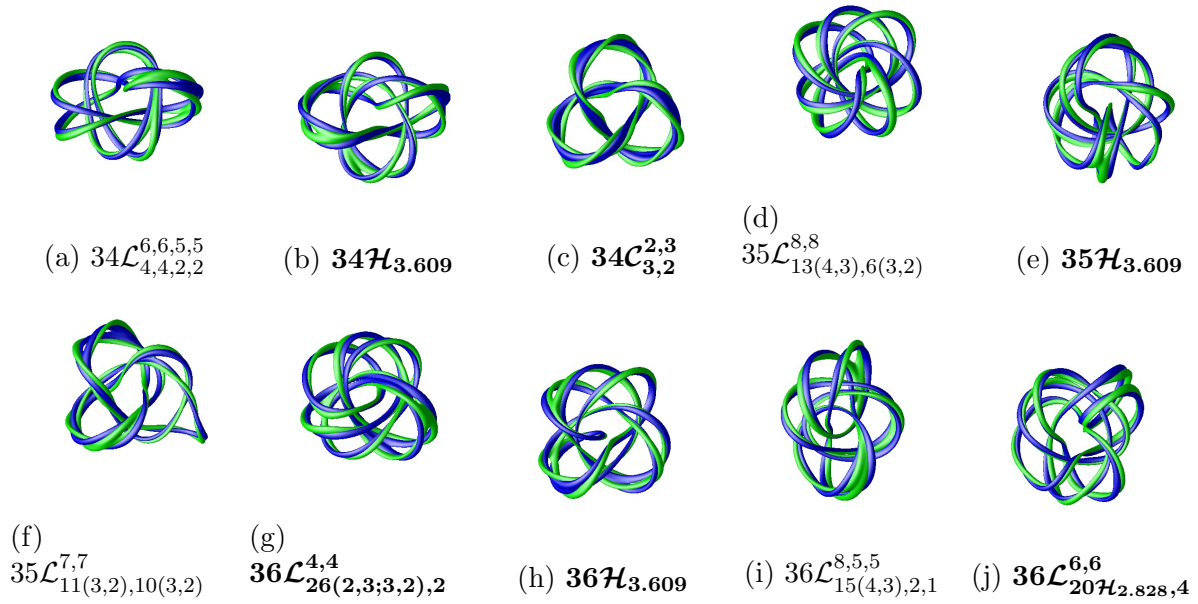 (a) 34ℒ^{6,6,5,5}_{4,4,2,2}
(b) 34ℋ_{3.609}
(c) 34𝒞^{2,3}_{3,2}
(d)
35ℒ^{8,8}_{13(4,3),6(3,2)}
(e) 35ℋ_{3.609}
(f)
35ℒ^{7,7}_{11(3,2),10(3,2)}
(g)
36ℒ^{4,4}_{26(2,3;3,2),2}
(h) 36ℋ_{3.609}
(i) 36ℒ^{8,5,5}_{15(4,3),2,1}
(j) 36ℒ^{6,6}_{20ℋ_{2.828},4}